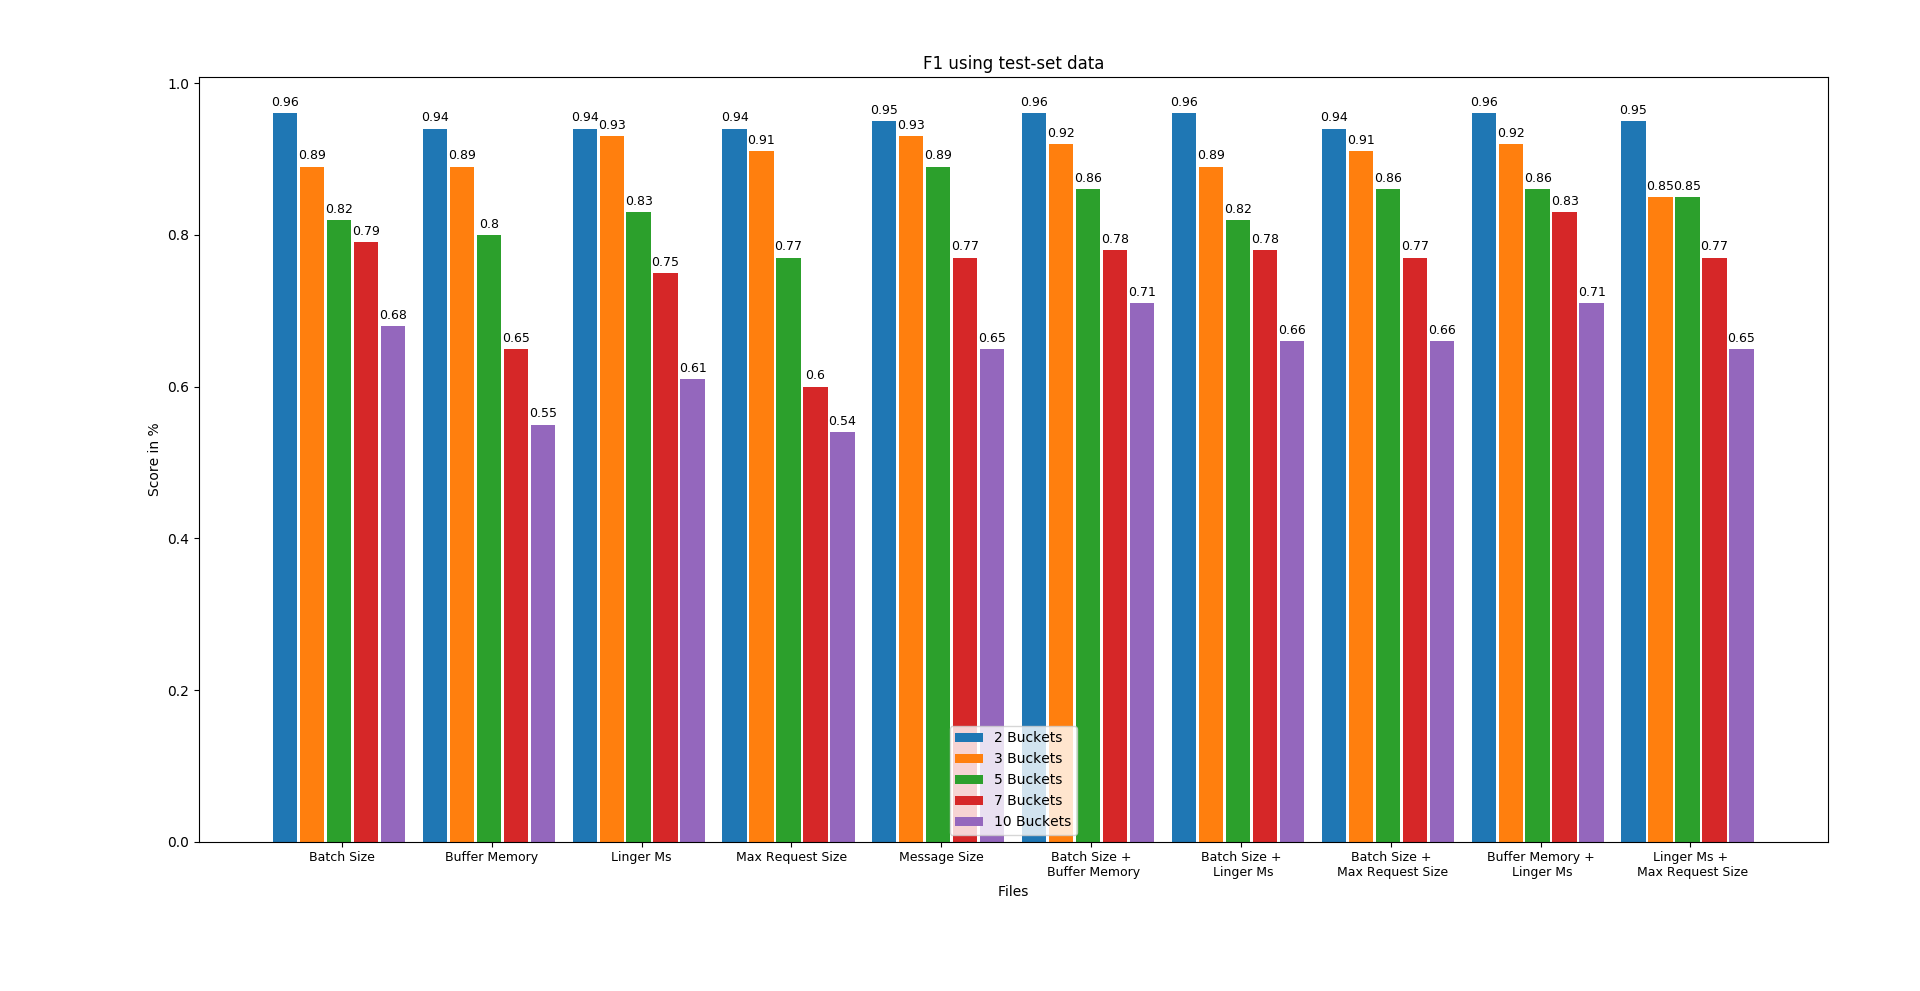 F1 using test-set data
Score in %
1.0
0.8
0.6
0.4
0.2
0.0
0.96 0.89 0.82 0.79 0.68
0.94 0.89 0.8 0.65 0.55
0.94 0.93 0.83 0.75 0.61
0.94 0.91 0.77 0.6 0.54
0.95 0.93 0.89 0.77 0.65
0.96 0.92 0.86 0.78 0.71
0.96 0.89 0.82 0.78 0.66
0.94 0.91 0.86 0.77 0.66
0.96 0.92 0.86 0.83 0.71
0.95 0.85 0.85 0.77 0.65
2 Buckets
3 Buckets
5 Buckets
7 Buckets
10 Buckets
Batch Size
Buffer Memory
Linger Ms
Max Request Size
Message Size
Batch Size +
Buffer Memory
Batch Size +
Linger Ms
Batch Size +
Max Request Size
Buffer Memory +
Linger Ms
Linger Ms +
Max Request Size
Files